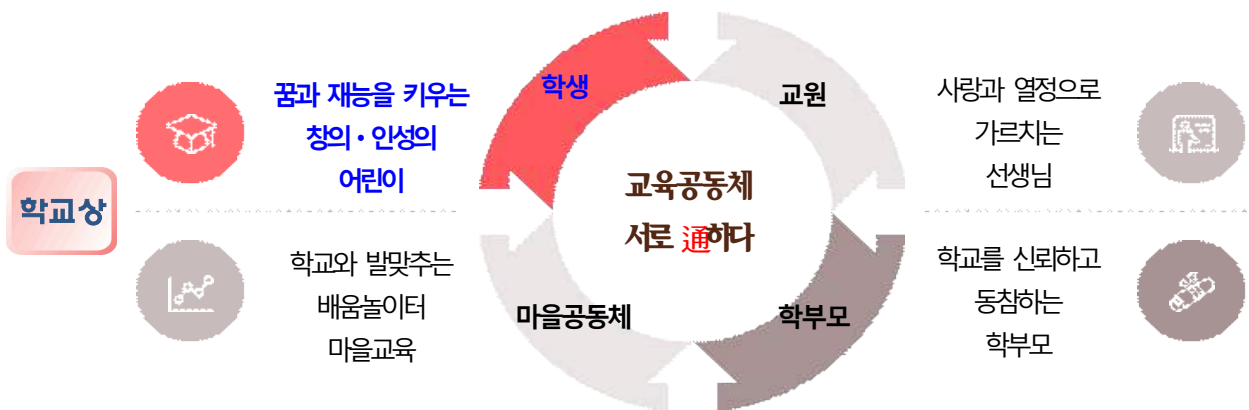 학교상
꿈과 재능을 키우는
창의·인성의
어린이
학생
교원
사랑과 열정으로
가르치는
선생님
교육공동체
서로 通하다
학교와 발맞추는
배움놀이터
마을교육
마을공동체
학부모
학교를 신뢰하고
동참하는
학부모